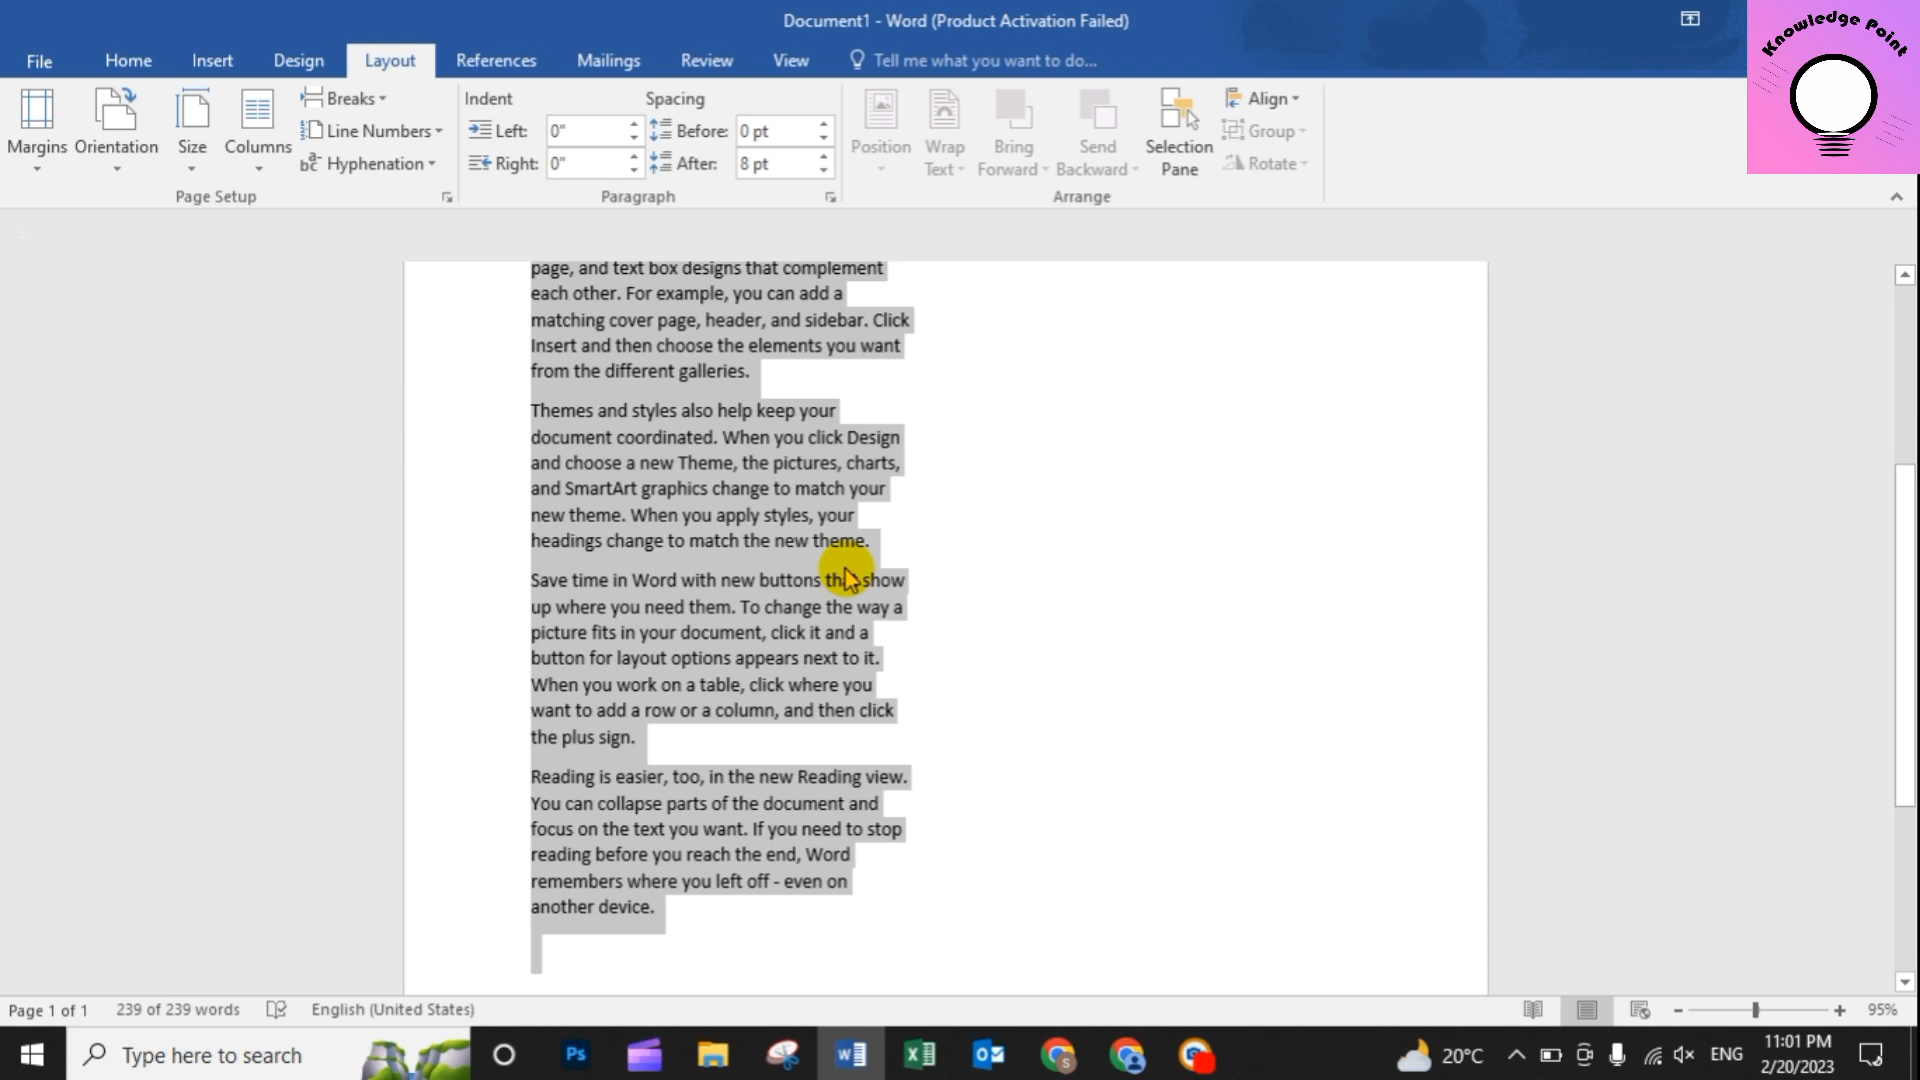 Document1 - Word (Product Activation Failed)
Knowledge Point
File
Home
Insert
Design
Layout
References
Mailings
Review
View
Tell me what you want to do...
Margins
Orientation
Size
Columns
Breaks
Line Numbers
Hyphenation
Page Setup
Indent
Left: 0"
Right: 0"
Spacing
Before: 0 pt
After: 8 pt
Paragraph
Position
Wrap
Text
Bring
Forward
Send
Backward
Selection
Pane
Align
Group
Rotate
Arrange
page, and text box designs that complement
each other. For example, you can add a
matching cover page, header, and sidebar. Click
Insert and then choose the elements you want
from the different galleries.
Themes and styles also help keep your
document coordinated. When you click Design
and choose a new Theme, the pictures, charts,
and SmartArt graphics change to match your
new theme. When you apply styles, your
headings change to match the new theme.
Save time in Word with new buttons that show
up where you need them. To change the way a
picture fits in your document, click it and a
button for layout options appears next to it.
When you work on a table, click where you
want to add a row or a column, and then click
the plus sign.
Reading is easier, too, in the new Reading view.
You can collapse parts of the document and
focus on the text you want. If you need to stop
reading before you reach the end, Word
remembers where you left off - even on
another device.
Page 1 of 1
239 of 239 words
English (United States)
95%
Type here to search
Ps
20°C
ENG
11:01 PM
2/20/2023